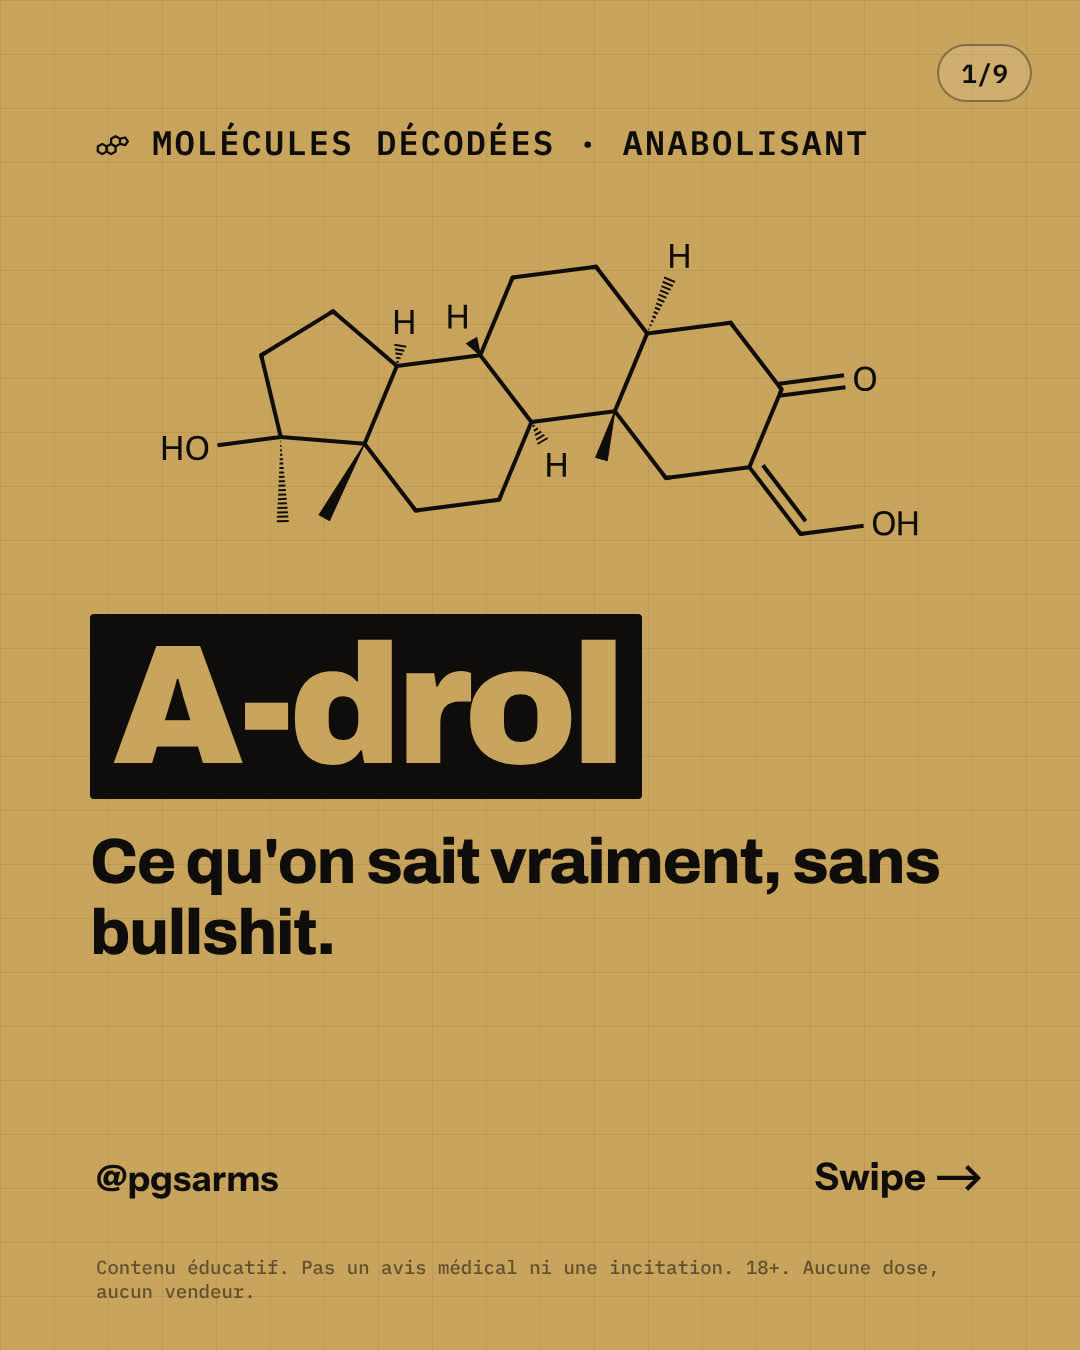 1/9
MOLÉCULES DÉCODÉES · ANABOLISANT
H
H H
O
HO
H
OH
A-drol
Ce qu'on sait vraiment, sans
bullshit.
@pgsarms
Swipe →
Contenu éducatif. Pas un avis médical ni une incitation. 18+. Aucune dose,
aucun vendeur.